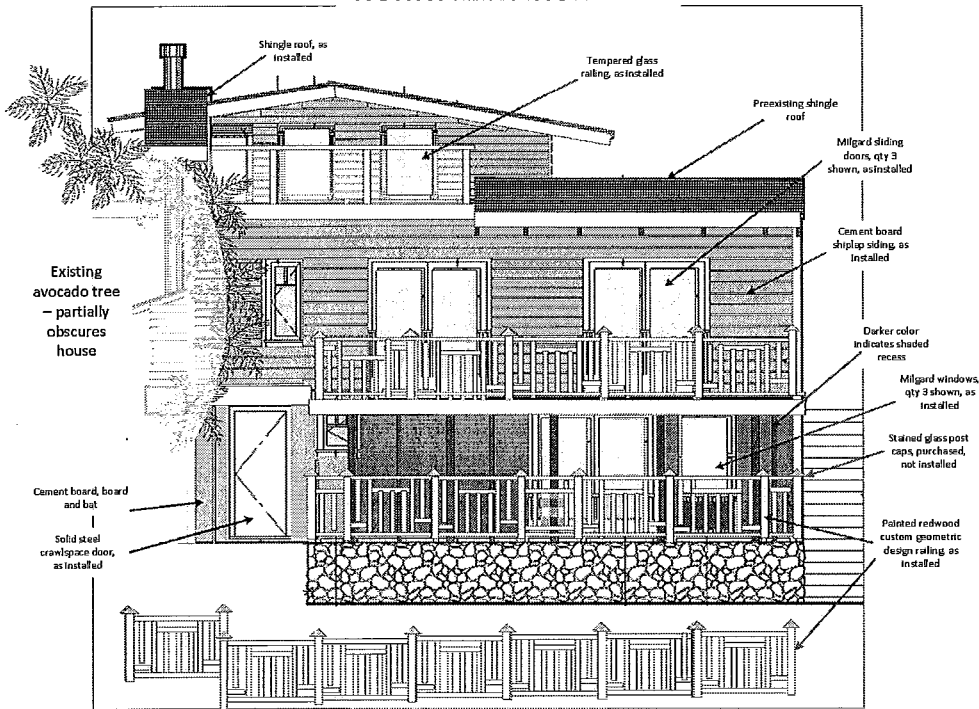 Shingle roof, as
installed
Tempered glass
railing, as installed
Preexisting shingle
roof
Milgard sliding
doors, qty 3
shown, as installed
Cement board
shiplap siding, as
installed
Existing
avocado tree
– partially
obscures
house
Darker color
indicates shaded
recess
Milgard windows,
qty 3 shown, as
installed
Stained glass post
caps, purchased,
not installed
Cement board, board
and bat
Solid steel
crawlspace door,
as installed
Painted redwood
custom geometric
design railing, as
installed